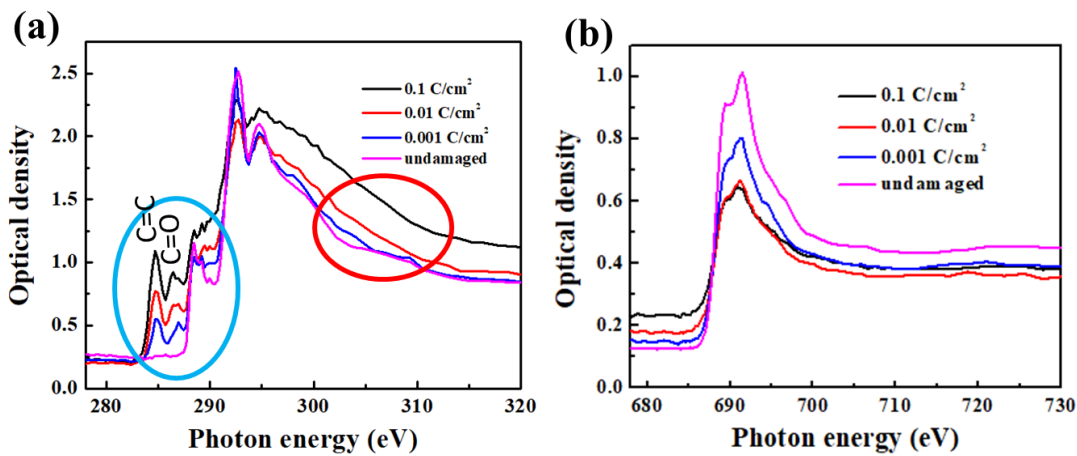 (a)
2.5
2.0
1.5
1.0
0.5
0.0
280
290
300
310
320
Optical density
Photon energy (eV)
C=C
C=O
0.1 C/cm²
0.01 C/cm²
0.001 C/cm²
undamaged
(b)
1.0
0.8
0.6
0.4
0.2
0.0
680
690
700
710
720
730
Optical density
Photon energy (eV)
0.1 C/cm²
0.01 C/cm²
0.001 C/cm²
undamaged